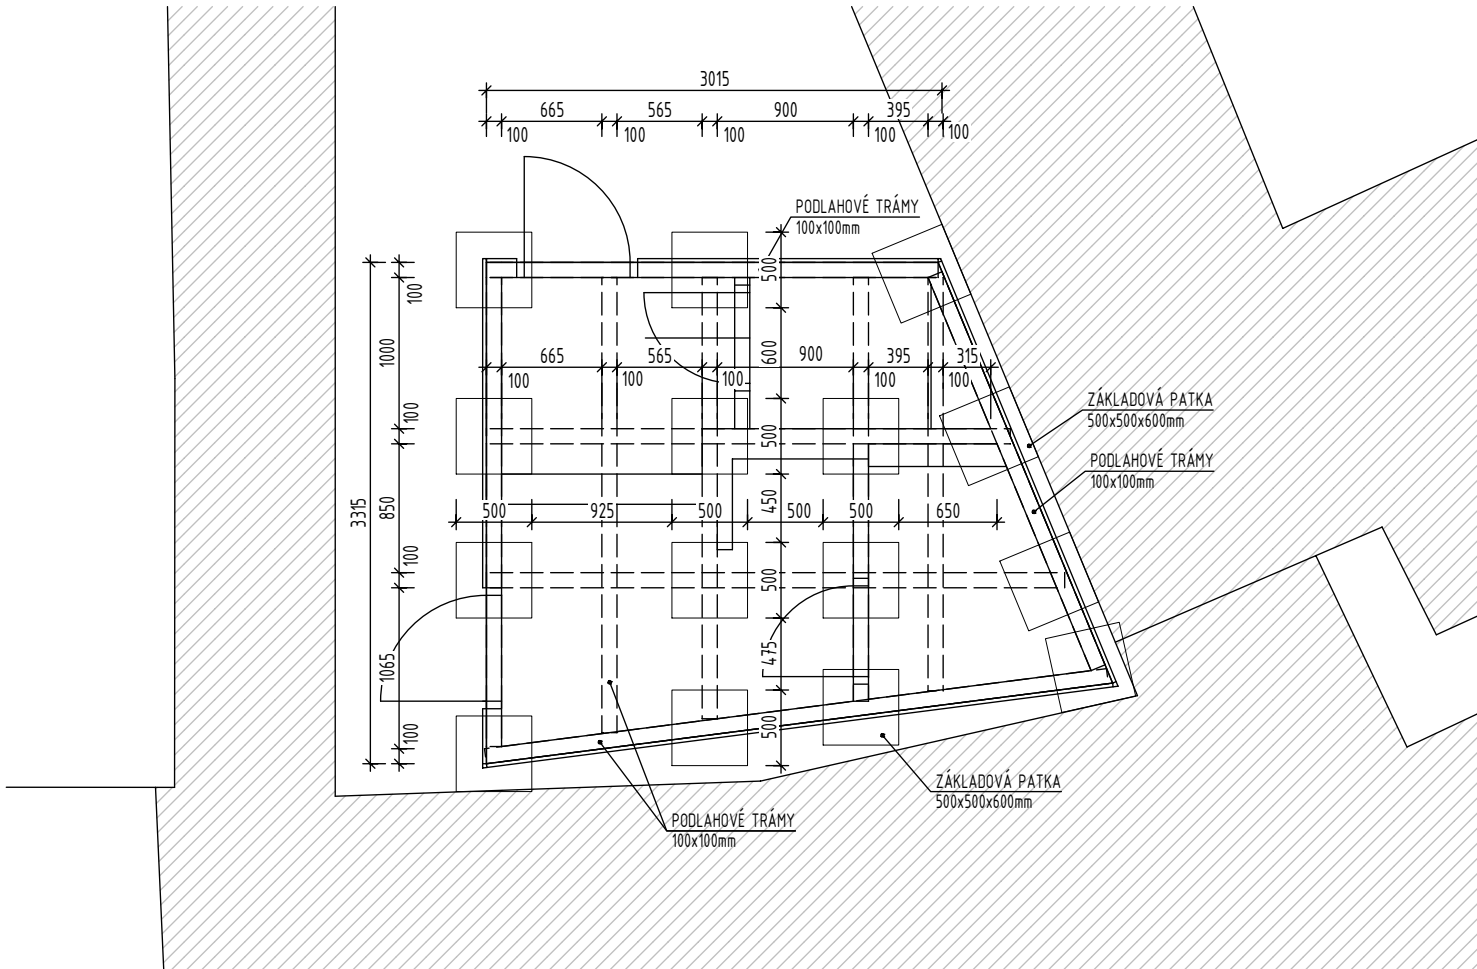 3015
665 565 900 395
100 100 100 100 100
PODLAHOVÉ TRÁMY
100x100mm
500
100
1000
600
665 565 900 395 315
100 100 100 100 100
100
500
ZÁKLADOVÁ PATKA
500x500x600mm
PODLAHOVÉ TRÁMY
100x100mm
3315
850
450
500 925 500 500 500 650
100
500
1065
475
100
500
ZÁKLADOVÁ PATKA
500x500x600mm
PODLAHOVÉ TRÁMY
100x100mm